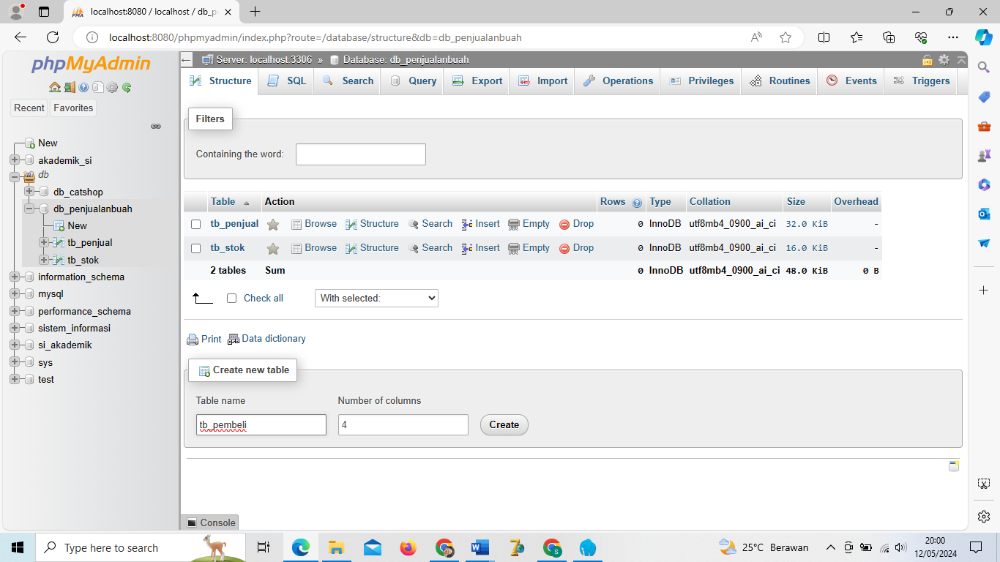 localhost:8080 / localhost / db_p
localhost:8080/phpmyadmin/index.php?route=/database/structure&db=db_penjualanbuah
phpMyAdmin
Recent Favorites
New
akademik_si
db
db_catshop
db_penjualanbuah
New
tb_penjual
tb_stok
information_schema
mysql
performance_schema
sistem_informasi
si_akademik
sys
test
Server: localhost:3306 » Database: db_penjualanbuah
Structure SQL Search Query Export Import Operations Privileges Routines Events Triggers
Filters
Containing the word:
Table Action Rows Type Collation Size Overhead
tb_penjual Browse Structure Search Insert Empty Drop 0 InnoDB utf8mb4_0900_ai_ci 32.0 KiB -
tb_stok Browse Structure Search Insert Empty Drop 0 InnoDB utf8mb4_0900_ai_ci 16.0 KiB -
2 tables Sum 0 InnoDB utf8mb4_0900_ai_ci 48.0 KiB 0 B
Check all With selected:
Print Data dictionary
Create new table
Table name Number of columns
tb_pembeli 4 Create
Console
Type here to search
25°C Berawan
20:00
12/05/2024